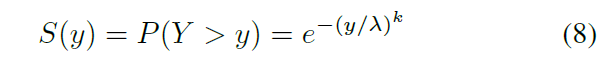 S(y) = P(Y > y) = e^{-(y/λ)^k} (8)